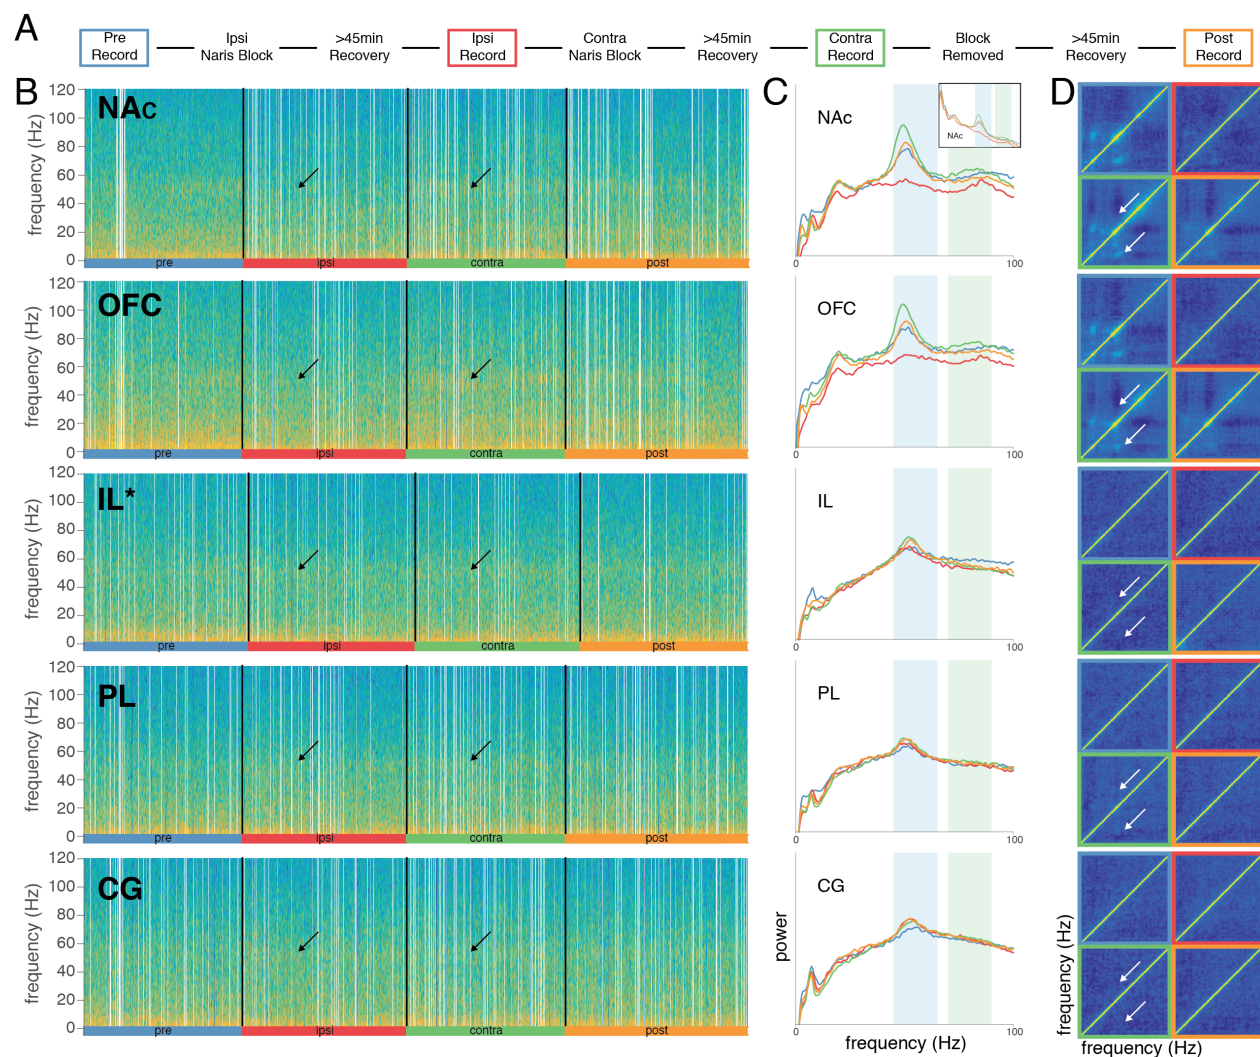 A
Pre Record
Ipsi Naris Block
>45min Recovery
Ipsi Record
Contra Naris Block
>45min Recovery
Contra Record
Block Removed
>45min Recovery
Post Record
B
frequency (Hz)
120
100
80
60
40
20
0
NAc
pre
ipsi
contra
post
frequency (Hz)
120
100
80
60
40
20
0
OFC
pre
ipsi
contra
post
frequency (Hz)
120
100
80
60
40
20
0
IL*
pre
ipsi
contra
post
frequency (Hz)
120
100
80
60
40
20
0
PL
pre
ipsi
contra
post
frequency (Hz)
120
100
80
60
40
20
0
CG
pre
ipsi
contra
post
C
NAc
NAc
0
100
OFC
0
100
IL
0
100
PL
0
100
CG
power
0
100
frequency (Hz)
D
frequency (Hz)
frequency (Hz)